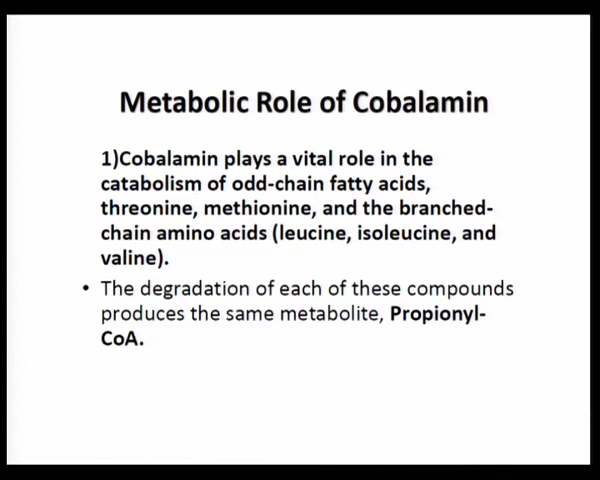 Metabolic Role of Cobalamin
1)Cobalamin plays a vital role in the
catabolism of odd-chain fatty acids,
threonine, methionine, and the branched-
chain amino acids (leucine, isoleucine, and
valine).
• The degradation of each of these compounds
produces the same metabolite, Propionyl-
CoA.